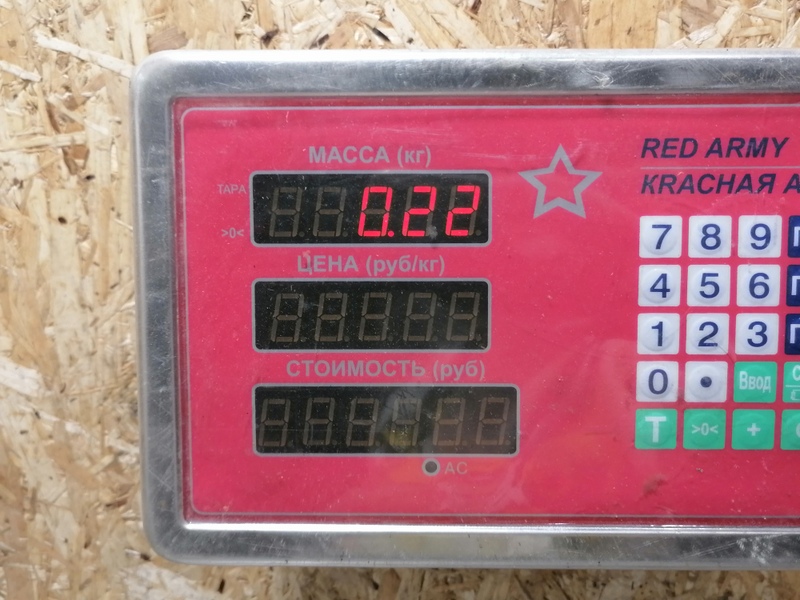 МАССА (кг)
RED ARMY
КRАСНАЯ А
ТАРА
0.22
>0<
ЦЕНА (руб/кг)
7 8 9 П
4 5 6 П
1 2 3 П
СТОИМОСТЬ (руб)
0 • Ввод С
T >0< +
AC